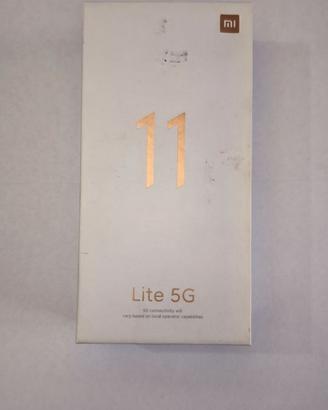 mi
11
Lite 5G
5G connectivity will
vary based on local operator capabilities